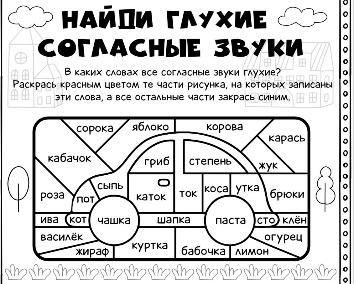 НАЙДИ ГЛУХИЕ
СОГЛАСНЫЕ ЗВУКИ
В каких словах все согласные звуки глухие?
Раскрась красным цветом те части рисунка, на которых записаны
эти слова, а все остальные части закрась синим.
сорока яблоко корова карась
кабачок гриб степень жук
роза пот сыпь каток ток коса утка брюки
ива кот чашка шапка паста сто клён
василёк жираф куртка бабочка лимон огурец